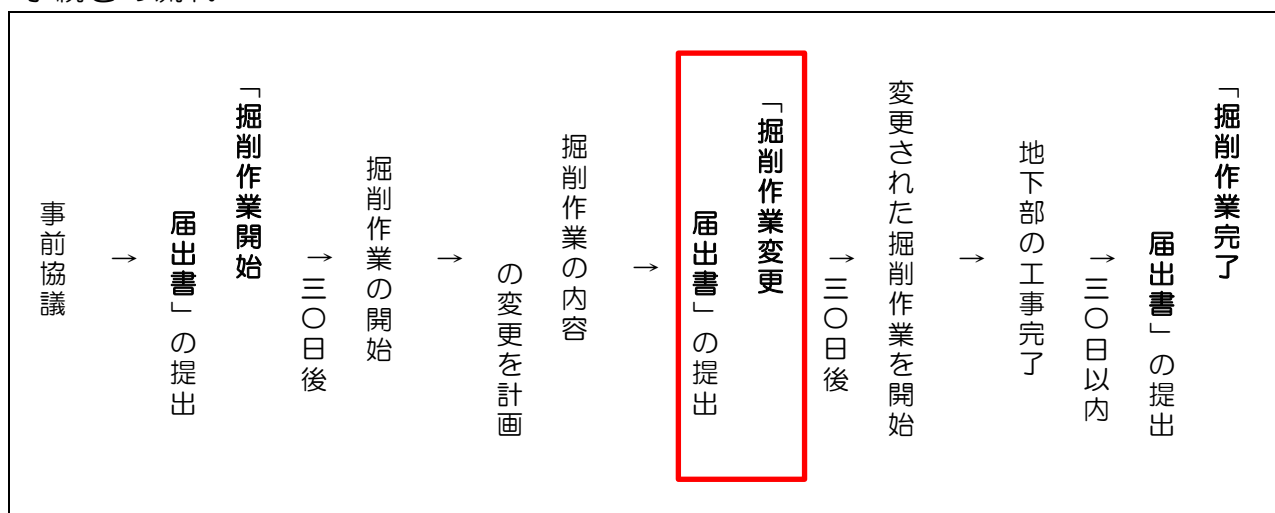 事前協議
→
「掘削作業開始
届出書」の提出
→三〇日後
掘削作業の開始
→
掘削作業の内容
の変更を計画
→
「掘削作業変更
届出書」の提出
→三〇日後
変更された掘削作業を開始
→
地下部の工事完了
→三〇日以内
「掘削作業完了
届出書」の提出